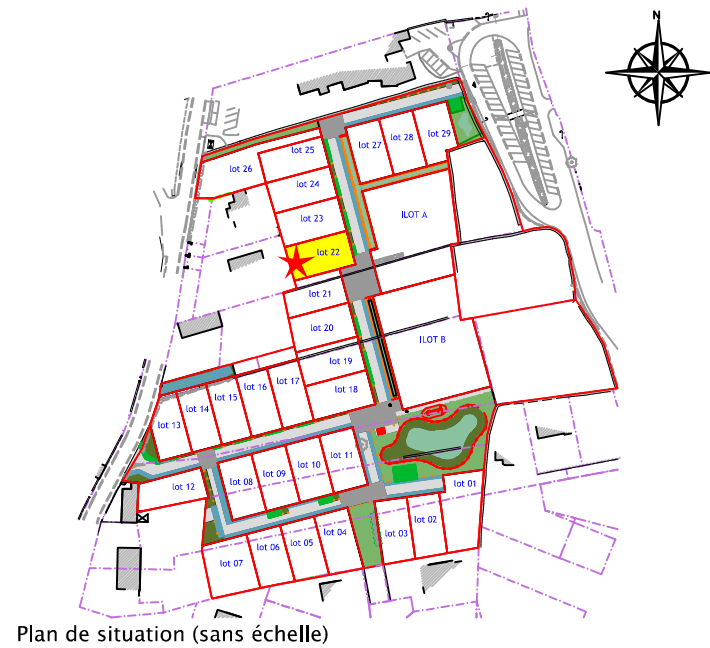 N
lot 29
lot 28
lot 27
lot 25
lot 26
lot 24
lot 23
ILOT A
lot 22
lot 21
lot 20
ILOT B
lot 19
lot 18
lot 17
lot 16
lot 15
lot 14
lot 13
lot 11
lot 10
lot 09
lot 08
lot 12
lot 01
lot 02
lot 03
lot 04
lot 05
lot 06
lot 07
Plan de situation (sans échelle)